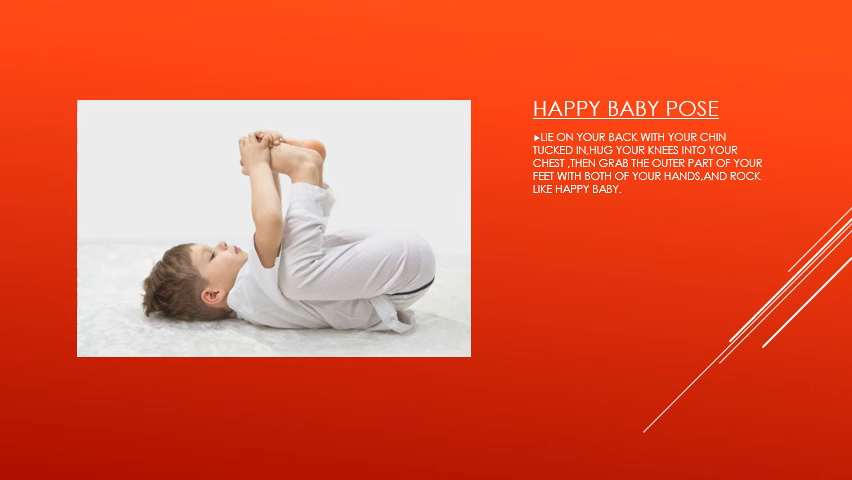 HAPPY BABY POSE
▸LIE ON YOUR BACK WITH YOUR CHIN
TUCKED IN,HUG YOUR KNEES INTO YOUR
CHEST ,THEN GRAB THE OUTER PART OF YOUR
FEET WITH BOTH OF YOUR HANDS,AND ROCK
LIKE HAPPY BABY.